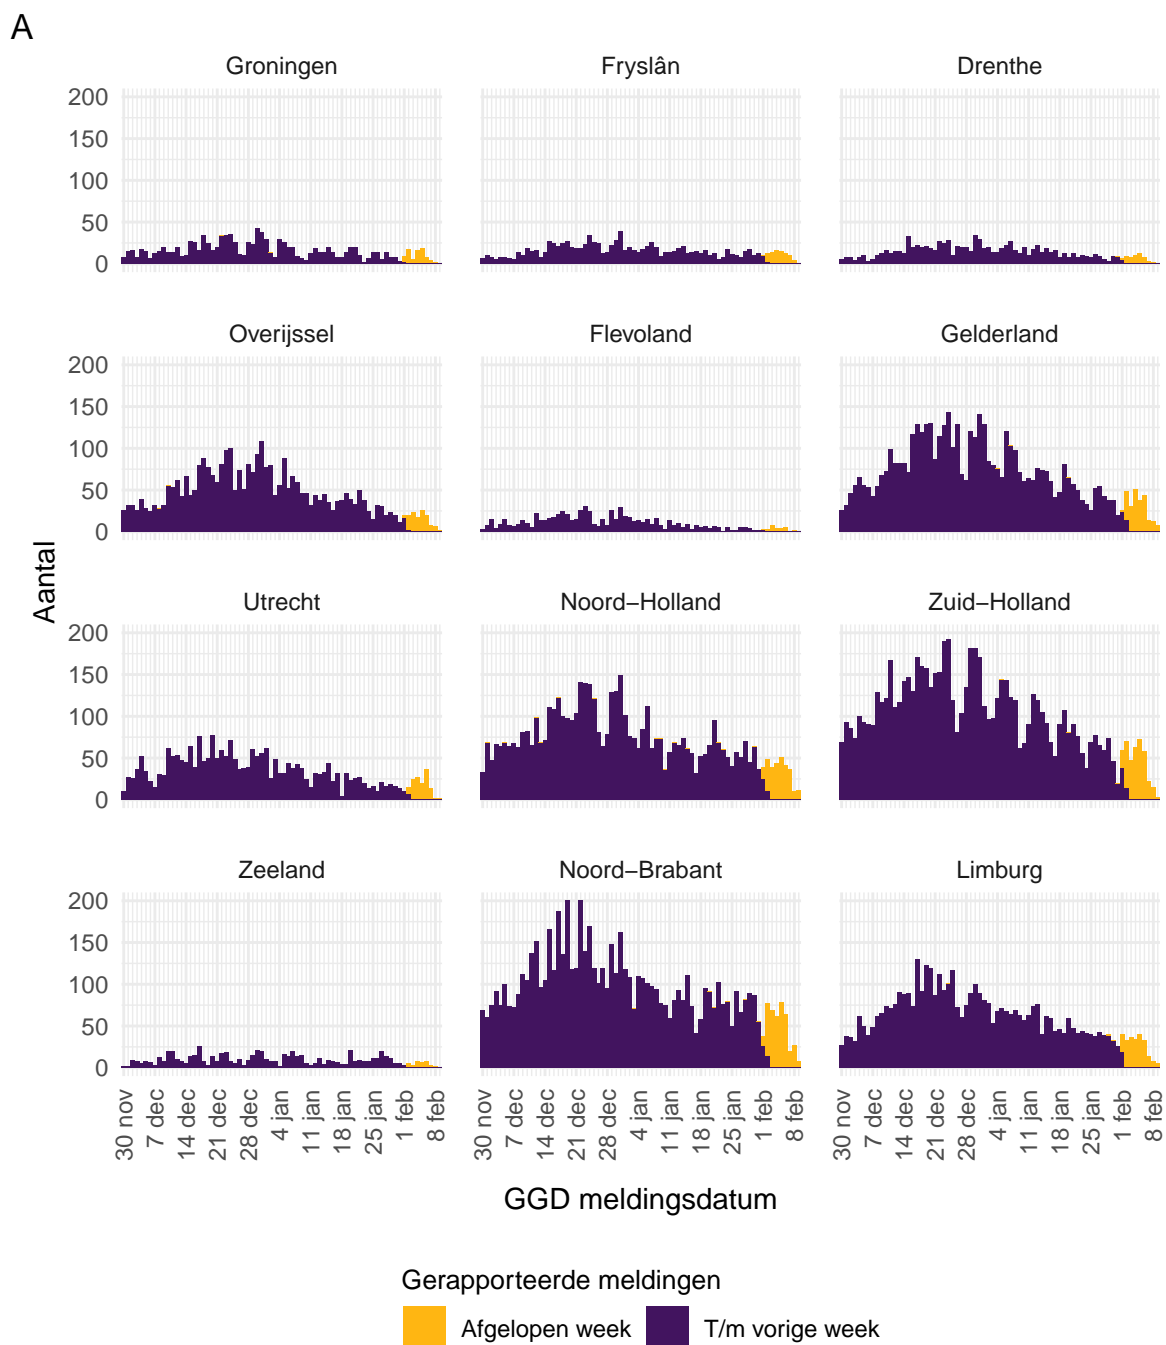 A
Groningen
Fryslân
Drenthe
200
150
100
50
0
Overijssel
Flevoland
Gelderland
200
150
100
50
0
Utrecht
Noord−Holland
Zuid−Holland
200
150
100
50
0
Zeeland
Noord−Brabant
Limburg
200
150
100
50
0
Aantal
30 nov
7 dec
14 dec
21 dec
28 dec
4 jan
11 jan
18 jan
25 jan
1 feb
8 feb
30 nov
7 dec
14 dec
21 dec
28 dec
4 jan
11 jan
18 jan
25 jan
1 feb
8 feb
30 nov
7 dec
14 dec
21 dec
28 dec
4 jan
11 jan
18 jan
25 jan
1 feb
8 feb
GGD meldingsdatum
Gerapporteerde meldingen
Afgelopen week
T/m vorige week